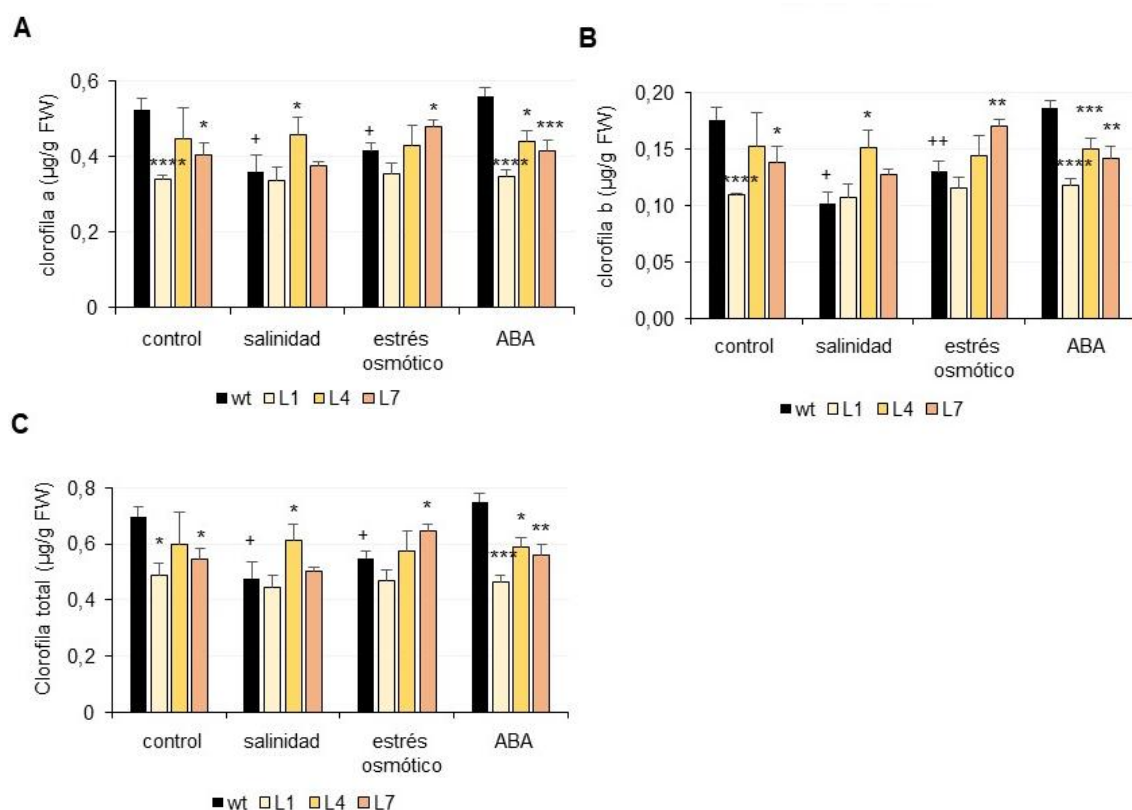 A
clorofila a (µg/g FW)
0,6
0,4
0,2
0
+
+
*
*
*
*
***
****
****
control
salinidad
estrés
osmótico
ABA
wt L1 L4 L7
B
clorofila b (µg/g FW)
0,20
0,15
0,10
0,05
0,00
*
****
+
*
++
**
****
***
**
control
salinidad
estrés
osmótico
ABA
wt L1 L4 L7
C
Clorofila total (µg/g FW)
0,8
0,6
0,4
0,2
0
*
*
+
*
+
*
***
*
**
control
salinidad
estrés
osmótico
ABA
wt L1 L4 L7